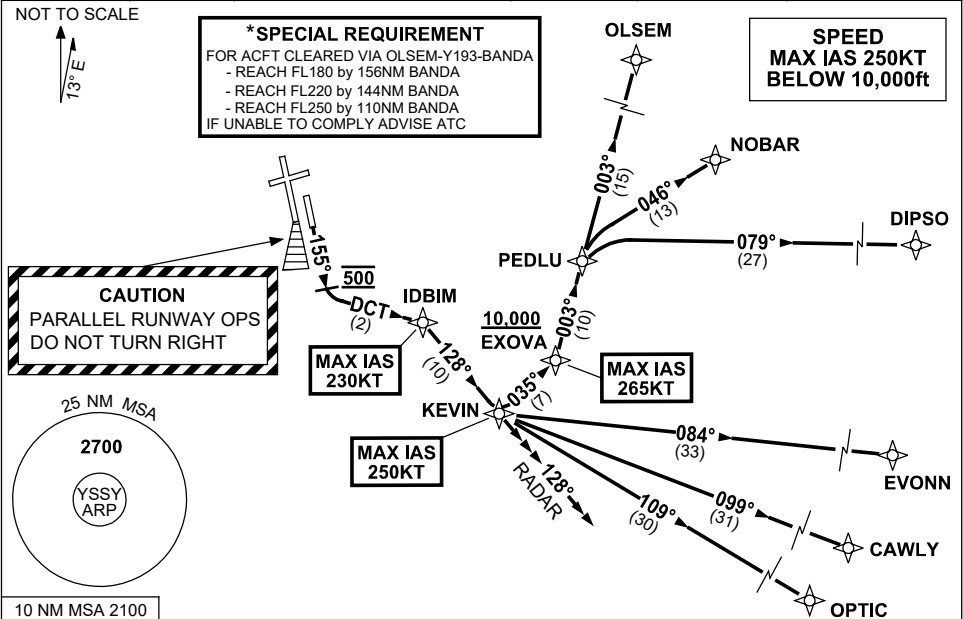 NOT TO SCALE
13° E
*SPECIAL REQUIREMENT
FOR ACFT CLEARED VIA OLSEM-Y193-BANDA
- REACH FL180 by 156NM BANDA
- REACH FL220 by 144NM BANDA
- REACH FL250 by 110NM BANDA
IF UNABLE TO COMPLY ADVISE ATC
OLSEM
SPEED
MAX IAS 250KT
BELOW 10,000ft
003°
(15)
NOBAR
046°
(13)
DIPSO
079°
(27)
PEDLU
155°
500
CAUTION
PARALLEL RUNWAY OPS
DO NOT TURN RIGHT
DCT
(2)
IDBIM
10,000
EXOVA
003°
(10)
MAX IAS
230KT
128°
(10)
035°
(7)
MAX IAS
265KT
KEVIN
MAX IAS
250KT
084°
(33)
EVONN
128°
RADAR
099°
(31)
CAWLY
109°
(30)
OPTIC
25 NM MSA
2700
YSSY
ARP
10 NM MSA 2100